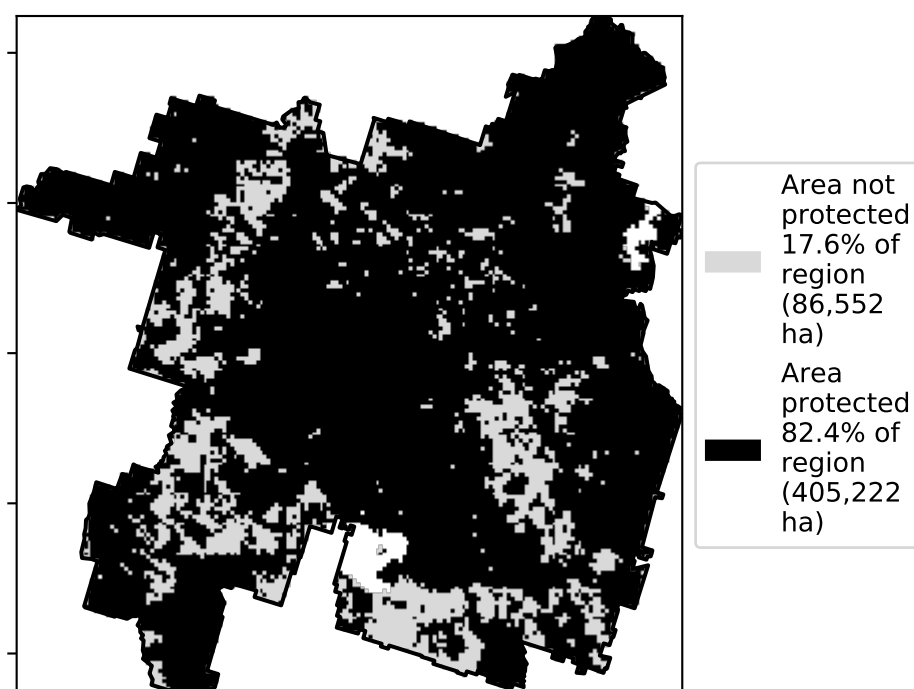 Area not
protected
17.6% of
region
(86,552
ha)
Area
protected
82.4% of
region
(405,222
ha)